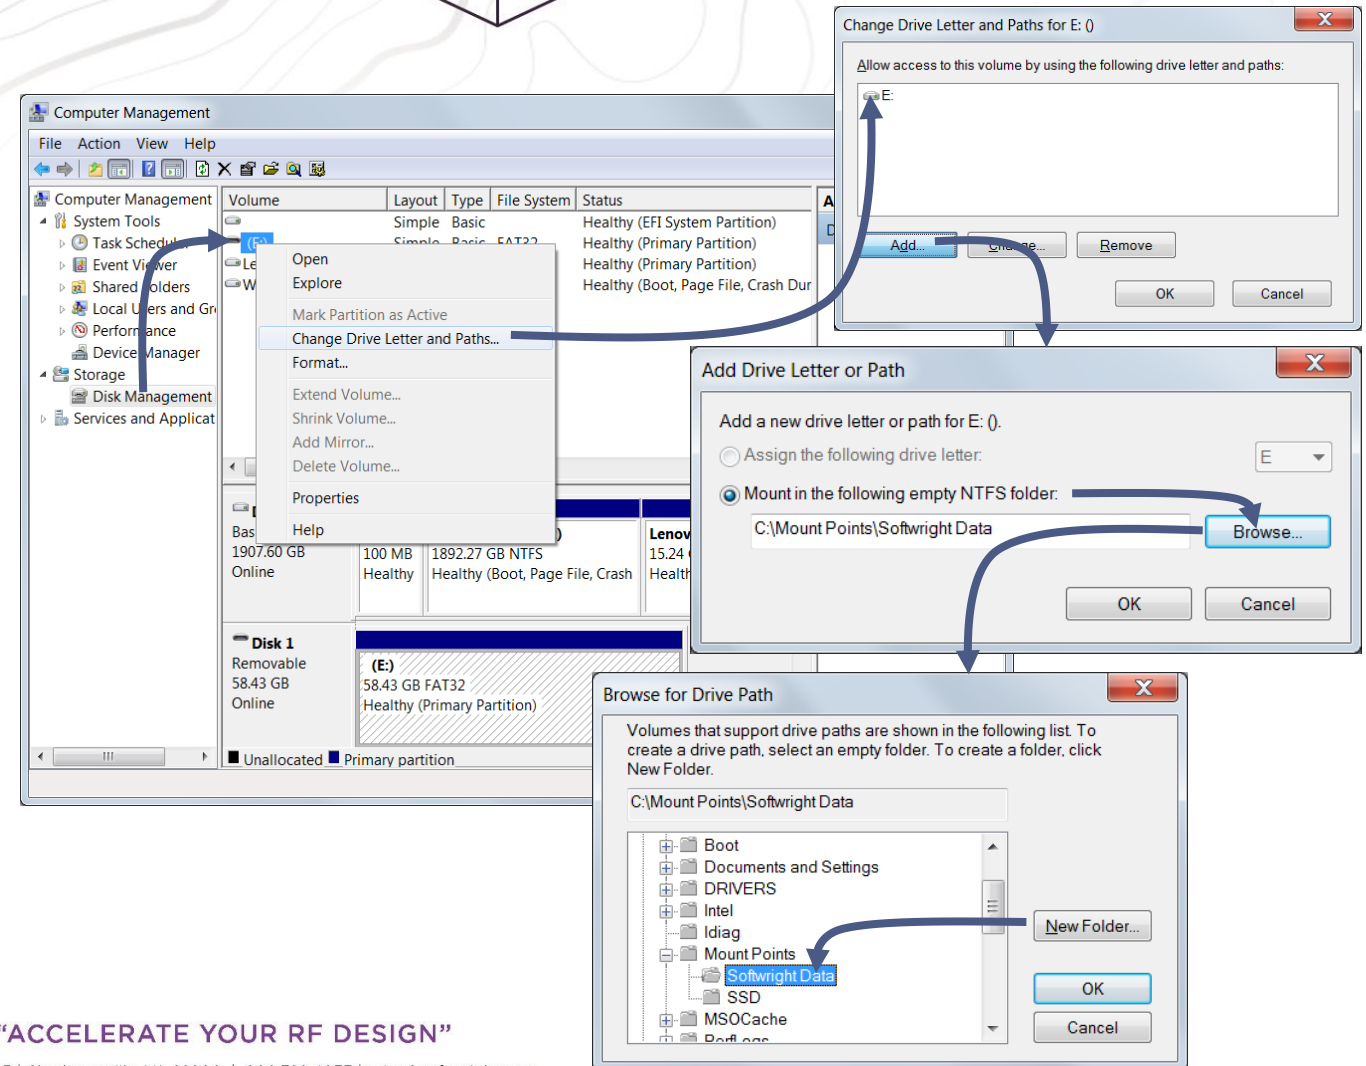 Change Drive Letter and Paths for E: ()
Allow access to this volume by using the following drive letter and paths:
E:
Add... Change... Remove
OK Cancel
Computer Management
File Action View Help
Computer Management
System Tools
Task Scheduler
Event Viewer
Shared Folders
Local Users and Gr
Performance
Device Manager
Storage
Disk Management
Services and Applicat
Volume Layout Type File System Status
Simple Basic Healthy (EFI System Partition)
(E:) Simple Basic FAT32 Healthy (Primary Partition)
Le Healthy (Primary Partition)
W Healthy (Boot, Page File, Crash Dur
A
D
Open
Explore
Mark Partition as Active
Change Drive Letter and Paths...
Format...
Extend Volume...
Shrink Volume...
Add Mirror...
Delete Volume...
Properties
Help
Bas
1907.60 GB
Online
100 MB
Healthy
1892.27 GB NTFS
Healthy (Boot, Page File, Crash
Lenov
15.24
Healt
Disk 1
Removable
58.43 GB
Online
(E:)
58.43 GB FAT32
Healthy (Primary Partition)
Unallocated Primary partition
Add Drive Letter or Path
Add a new drive letter or path for E: ().
Assign the following drive letter: E
Mount in the following empty NTFS folder:
C:\Mount Points\Softwright Data Browse...
OK Cancel
Browse for Drive Path
Volumes that support drive paths are shown in the following list. To
create a drive path, select an empty folder. To create a folder, click
New Folder.
C:\Mount Points\Softwright Data
Boot
Documents and Settings
DRIVERS
Intel
Idiag
Mount Points
Softwright Data
SSD
MSOCache
PerfLogs
New Folder...
OK
Cancel
"ACCELERATE YOUR RF DESIGN"